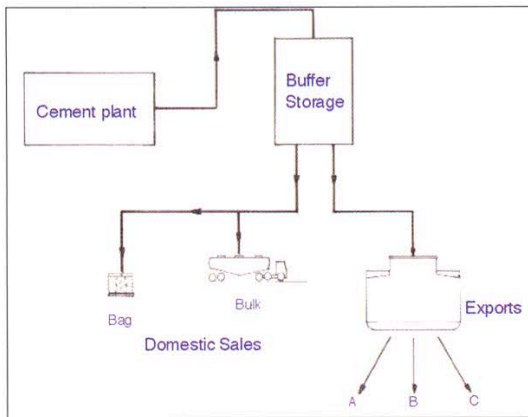 Cement plant
Buffer
Storage
Bag
Bulk
Domestic Sales
Exports
A
B
C